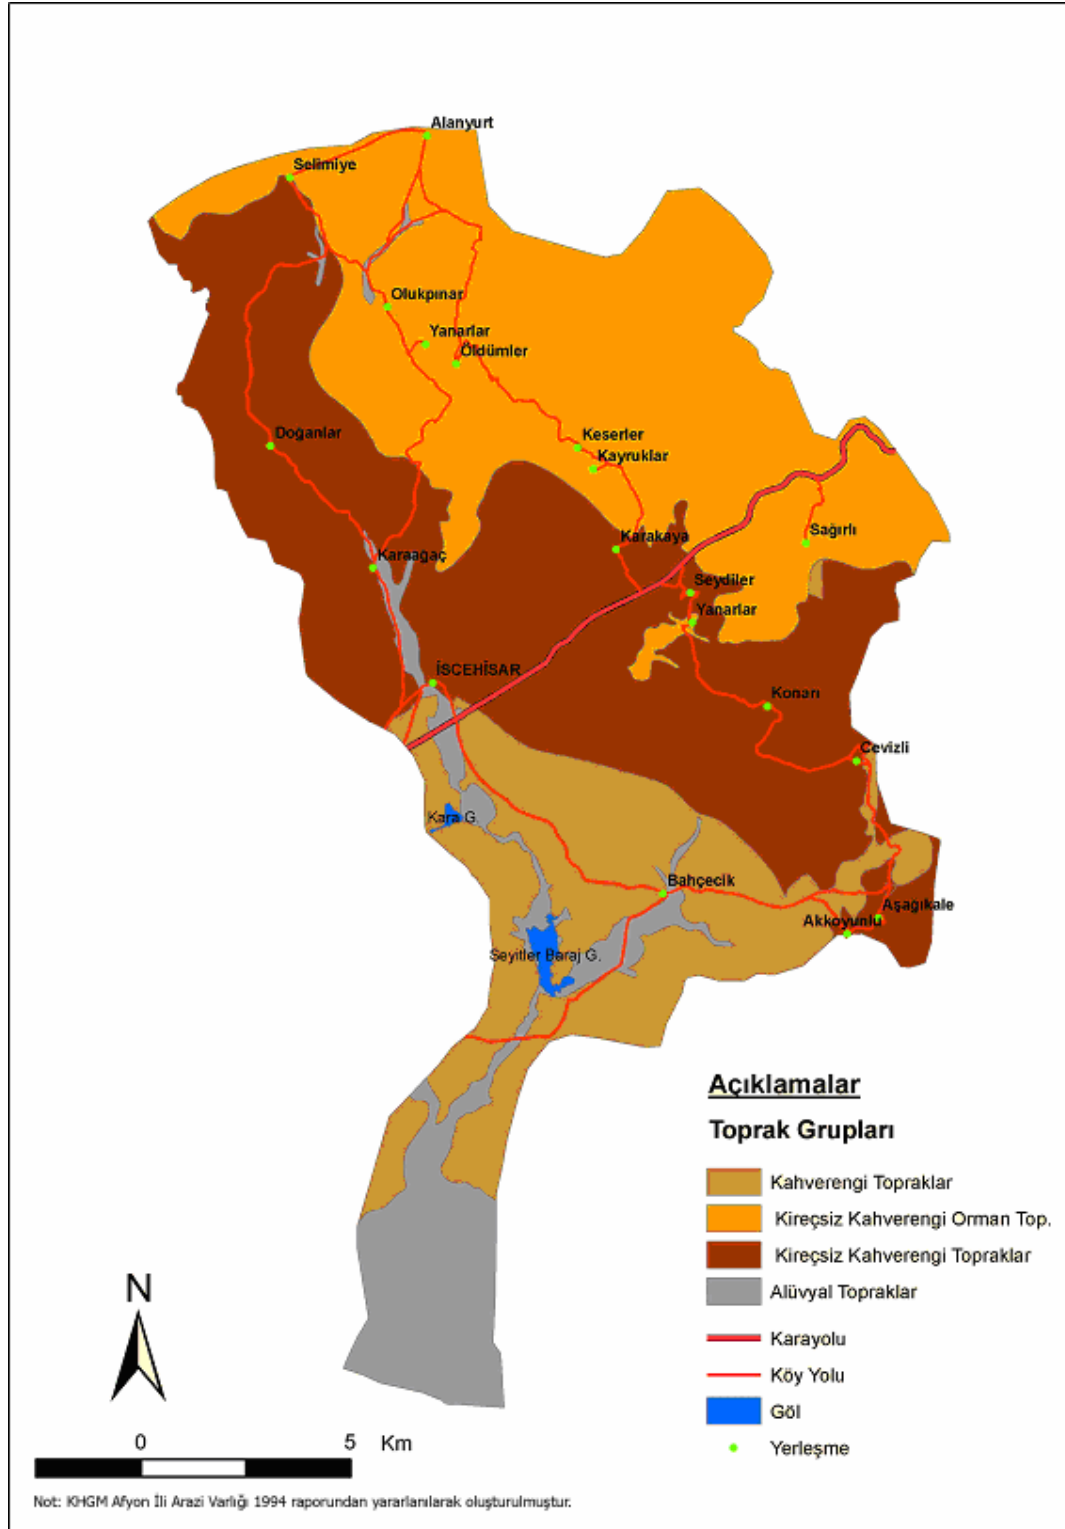 Alanyurt
Selimiye
Olukpınar
Yanarlar
Öldümler
Doğanlar
Keserler
Kayruklar
Karakaya
Sağırlı
Karaağaç
Seydiler
Yanarlar
İSCEHİSAR
Konarı
Cevizli
Kara G.
Bahçecik
Aşağıkale
Akkoyunlu
Seyitler Baraj G.
Açıklamalar
Toprak Grupları
Kahverengi Topraklar
Kireçsiz Kahverengi Orman Top.
Kireçsiz Kahverengi Topraklar
Alüvyal Topraklar
Karayolu
Köy Yolu
Göl
Yerleşme
N
0 5 Km
Not: KHGM Afyon İli Arazi Varlığı 1994 raporundan yararlanılarak oluşturulmuştur.